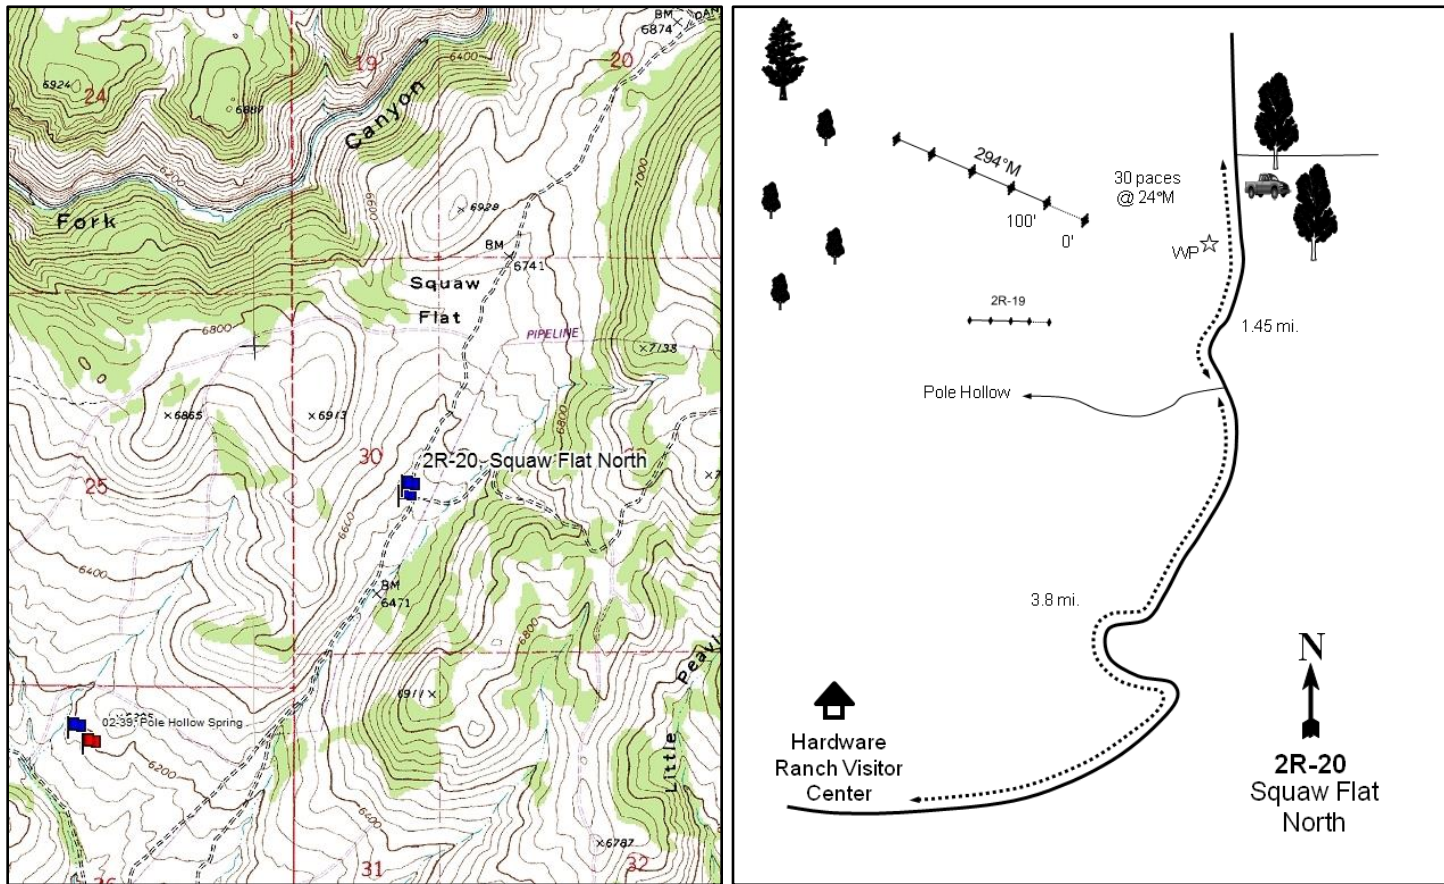 BM
6874
CAN
19
20
6400
6924
24
6887
Canyon
6200
7000
Fork
6600
6928
BM
6741
Squaw
Flat
6800
PIPELINE
7135
6865
6913
6800
30
2R-20 Squaw Flat North
25
6600
6400
BM
6471
6800
6911
Peavi
Little
02-39, Pole Hollow Spring
6200
6400
6787
31
32
294°M
100'
0'
30 paces
@ 24°M
WP
2R-19
1.45 mi.
Pole Hollow
3.8 mi.
N
Hardware
Ranch Visitor
Center
2R-20
Squaw Flat
North